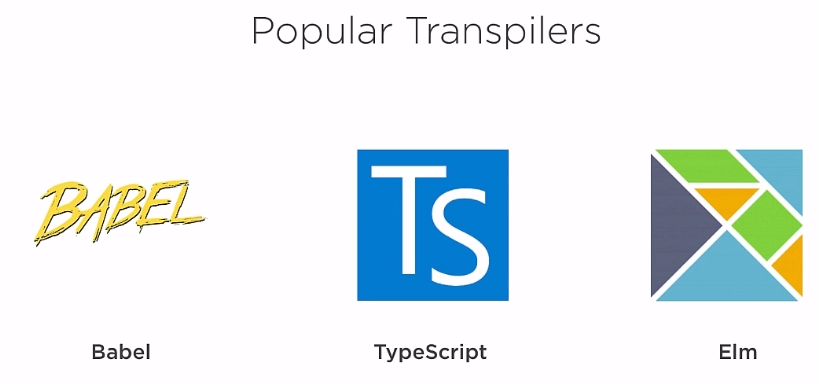 Popular Transpilers
BABEL
TS
Babel
TypeScript
Elm